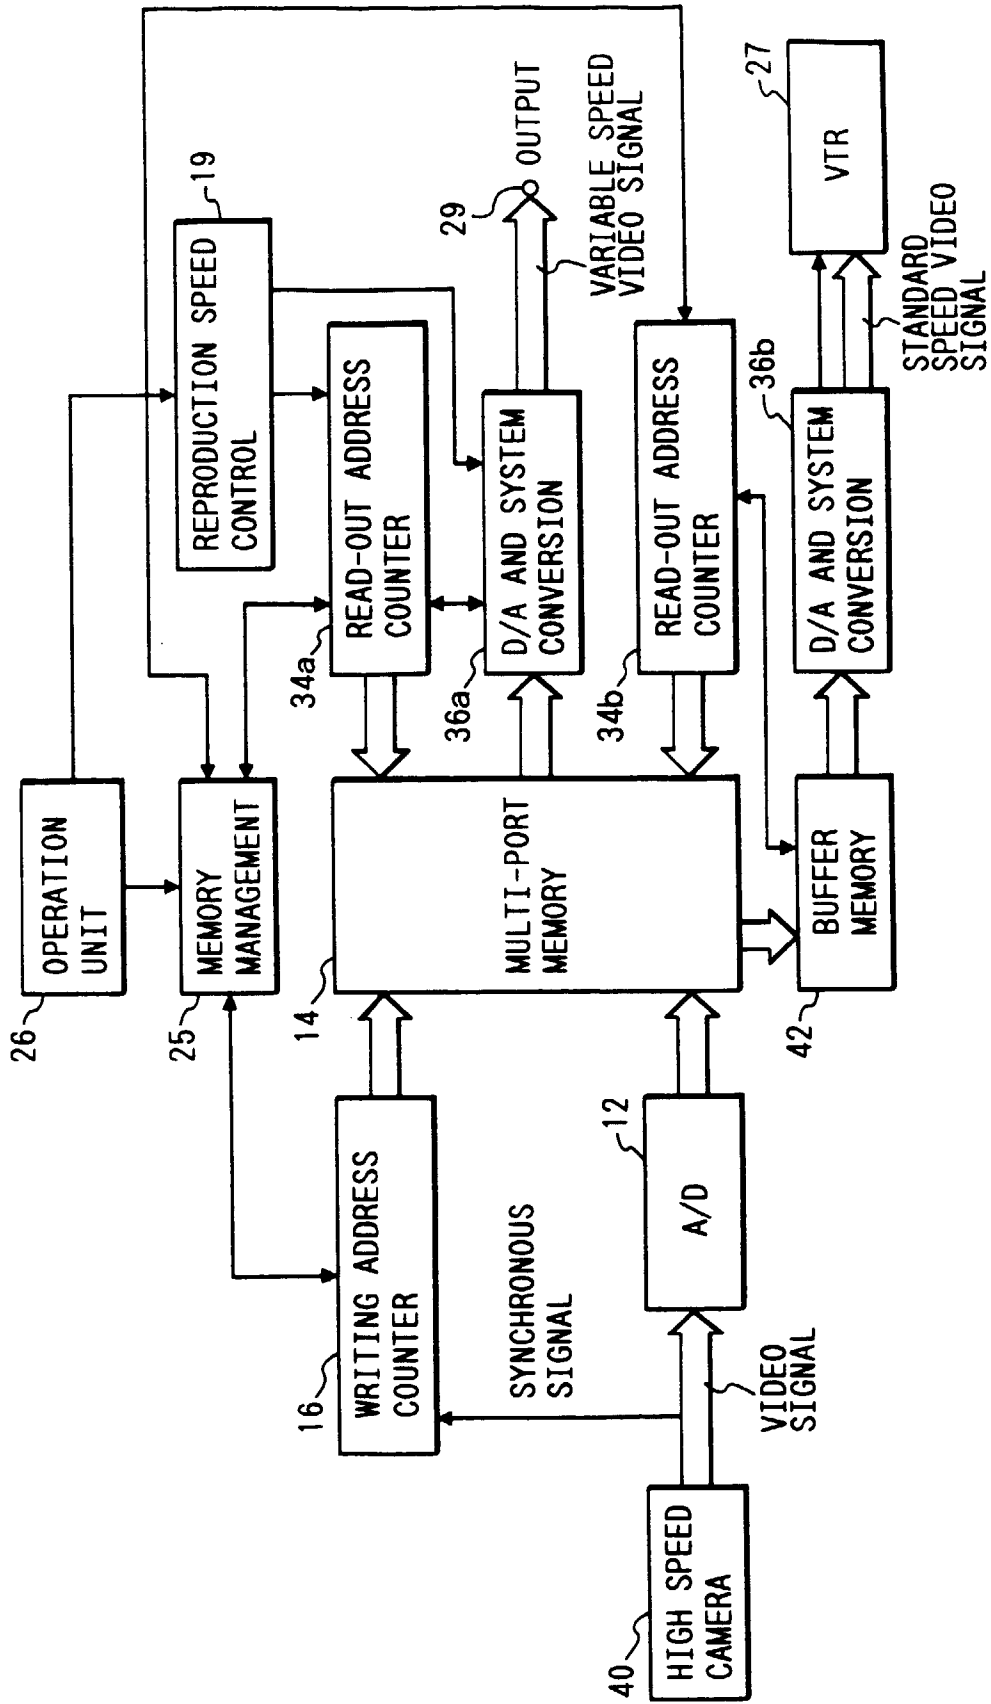 26
OPERATION
UNIT
25
MEMORY
MANAGEMENT
19
REPRODUCTION SPEED
CONTROL
16
WRITING ADDRESS
COUNTER
14
MULTI-PORT
MEMORY
34a
READ-OUT ADDRESS
COUNTER
36a
D/A AND SYSTEM
CONVERSION
29
OUTPUT
VARIABLE SPEED
VIDEO SIGNAL
SYNCHRONOUS
SIGNAL
34b
READ-OUT ADDRESS
COUNTER
40
HIGH SPEED
CAMERA
VIDEO
SIGNAL
12
A/D
42
BUFFER
MEMORY
36b
D/A AND SYSTEM
CONVERSION
STANDARD
SPEED VIDEO
SIGNAL
27
VTR